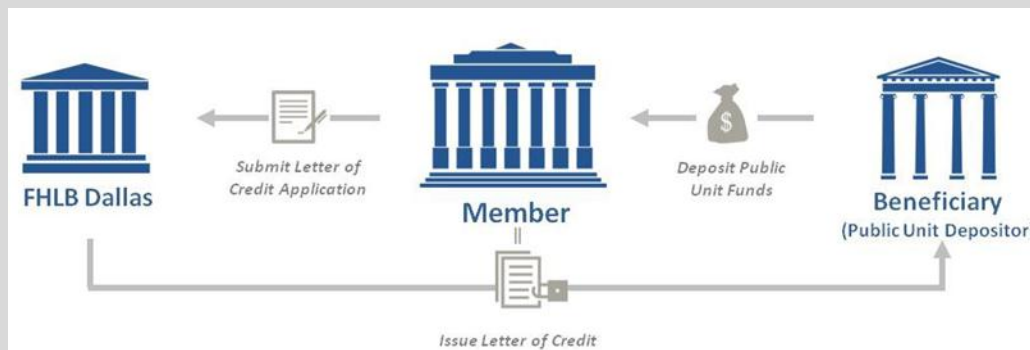 Submit Letter of
Credit Application
FHLB Dallas
$
Deposit Public
Unit Funds
Member
Beneficiary
(Public Unit Depositor
Issue Letter of Credit